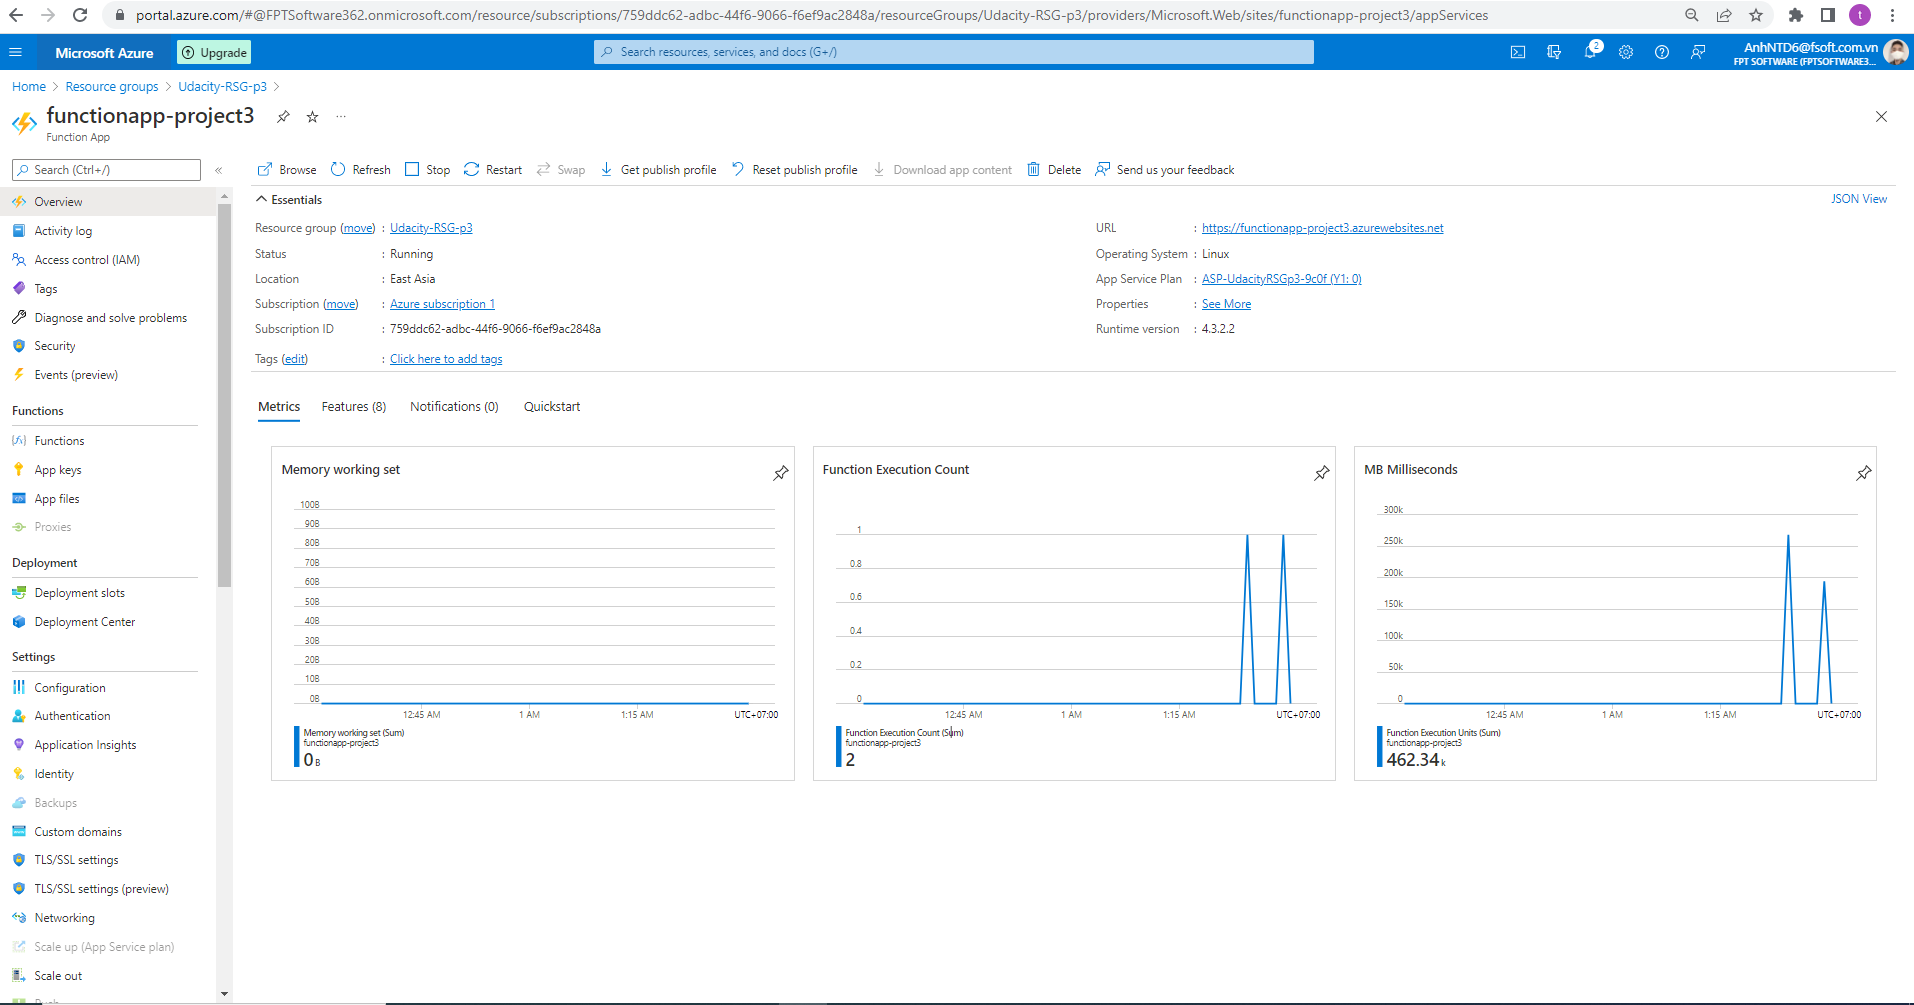 portal.azure.com/#@FPTSoftware362.onmicrosoft.com/resource/subscriptions/759ddc62-adbc-44f6-9066-f6ef9ac2848a/resourceGroups/Udacity-RSG-p3/providers/Microsoft.Web/sites/functionapp-project3/appServices
t
Microsoft Azure
Upgrade
Search resources, services, and docs (G+/)
2
AnhNTD6@fsoft.com.vn
FPT SOFTWARE (FPTSOFTWARE3...
Home > Resource groups > Udacity-RSG-p3 >
functionapp-project3 ...
Function App
Search (Ctrl+/) «
Overview
Activity log
Access control (IAM)
Tags
Diagnose and solve problems
Security
Events (preview)
Functions
Functions
App keys
App files
Proxies
Deployment
Deployment slots
Deployment Center
Settings
Configuration
Authentication
Application Insights
Identity
Backups
Custom domains
TLS/SSL settings
TLS/SSL settings (preview)
Networking
Scale up (App Service plan)
Scale out
Browse Refresh Stop Restart Swap Get publish profile Reset publish profile Download app content Delete Send us your feedback
Essentials
JSON View
Resource group (move) : Udacity-RSG-p3
Status : Running
Location : East Asia
Subscription (move) : Azure subscription 1
Subscription ID : 759ddc62-adbc-44f6-9066-f6ef9ac2848a
Tags (edit) : Click here to add tags
URL : https://functionapp-project3.azurewebsites.net
Operating System : Linux
App Service Plan : ASP-UdacityRSGp3-9c0f (Y1: 0)
Properties : See More
Runtime version : 4.3.2.2
Metrics Features (8) Notifications (0) Quickstart
Memory working set
100B
90B
80B
70B
60B
50B
40B
30B
20B
10B
0B
12:45 AM 1 AM 1:15 AM UTC+07:00
Memory working set (Sum)
functionapp-project3
0 B
Function Execution Count
1
0.8
0.6
0.4
0.2
0
12:45 AM 1 AM 1:15 AM UTC+07:00
Function Execution Count (Sum)
functionapp-project3
2
MB Milliseconds
300k
250k
200k
150k
100k
50k
0
12:45 AM 1 AM 1:15 AM UTC+07:00
Function Execution Units (Sum)
functionapp-project3
462.34 k